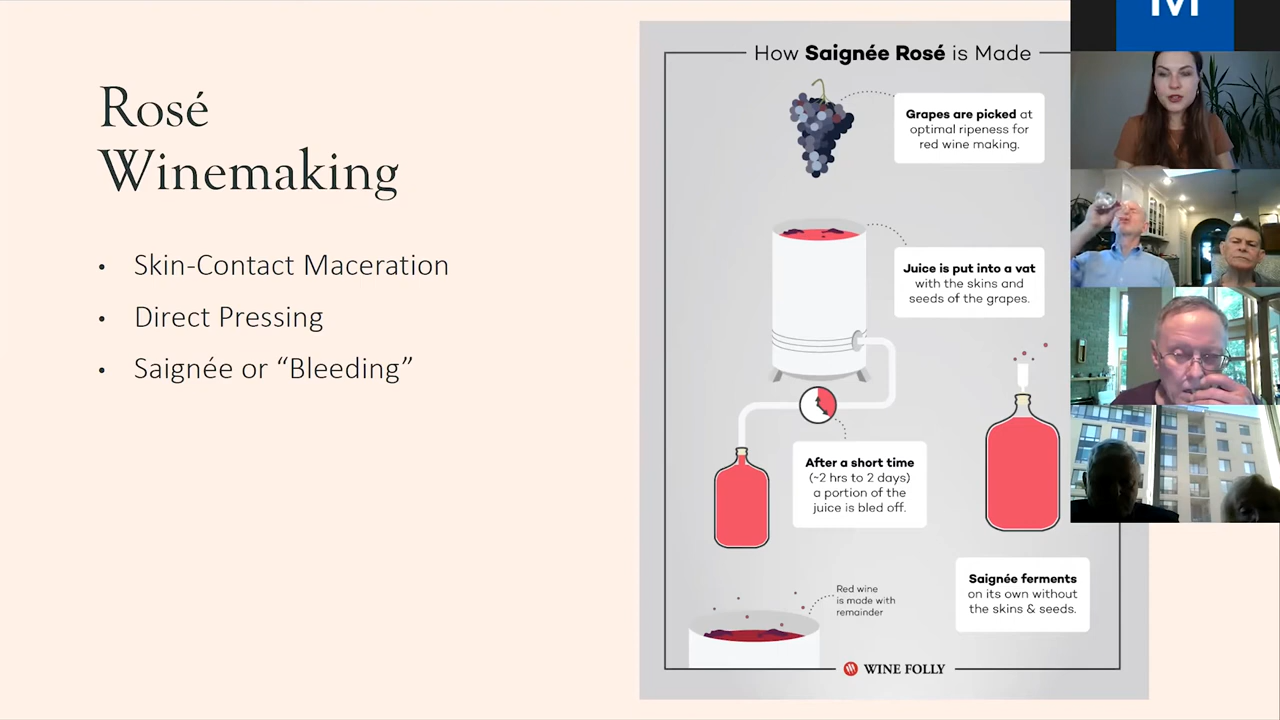 Rosé
Winemaking
• Skin-Contact Maceration
• Direct Pressing
• Saignée or “Bleeding”
How Saignée Rosé is Made
Grapes are picked at
optimal ripeness for
red wine making.
Juice is put into a vat
with the skins and
seeds of the grapes.
After a short time
(~2 hrs to 2 days)
a portion of the
juice is bled off.
Saignée ferments
on its own without
the skins & seeds.
Red wine
is made with
remainder
WINE FOLLY
M